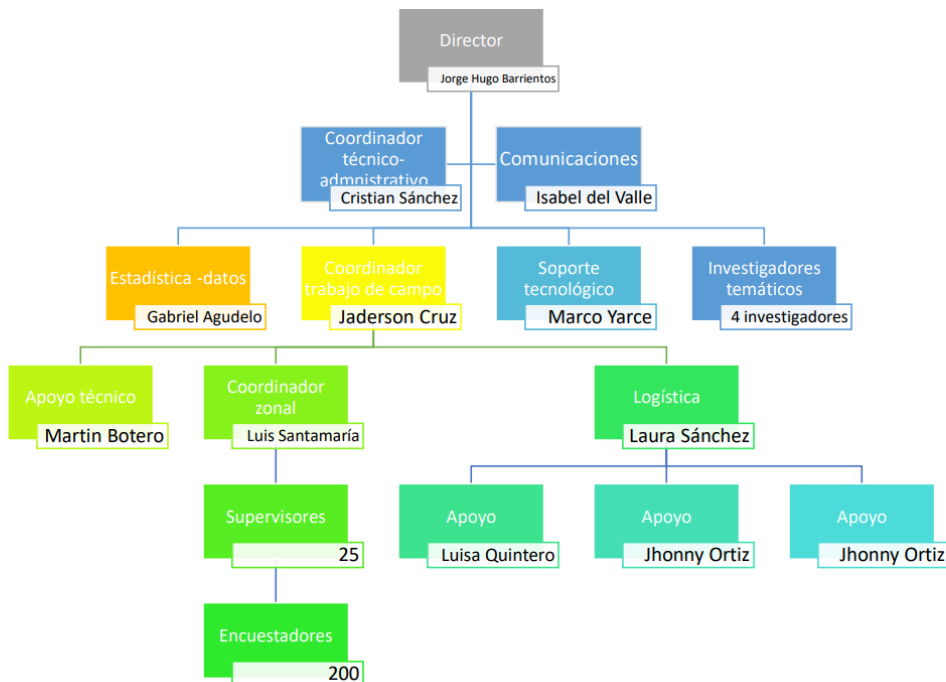 Director
Jorge Hugo Barrientos
Coordinador
técnico-
admnistrativo
Cristian Sánchez
Comunicaciones
Isabel del Valle
Estadística -datos
Gabriel Agudelo
Coordinador
trabajo de campo
Jaderson Cruz
Soporte
tecnológico
Marco Yarce
Investigadores
temáticos
4 investigadores
Apoyo técnico
Martin Botero
Coordinador
zonal
Luis Santamaría
Logística
Laura Sánchez
Supervisores
25
Apoyo
Luisa Quintero
Apoyo
Jhonny Ortiz
Apoyo
Jhonny Ortiz
Encuestadores
200